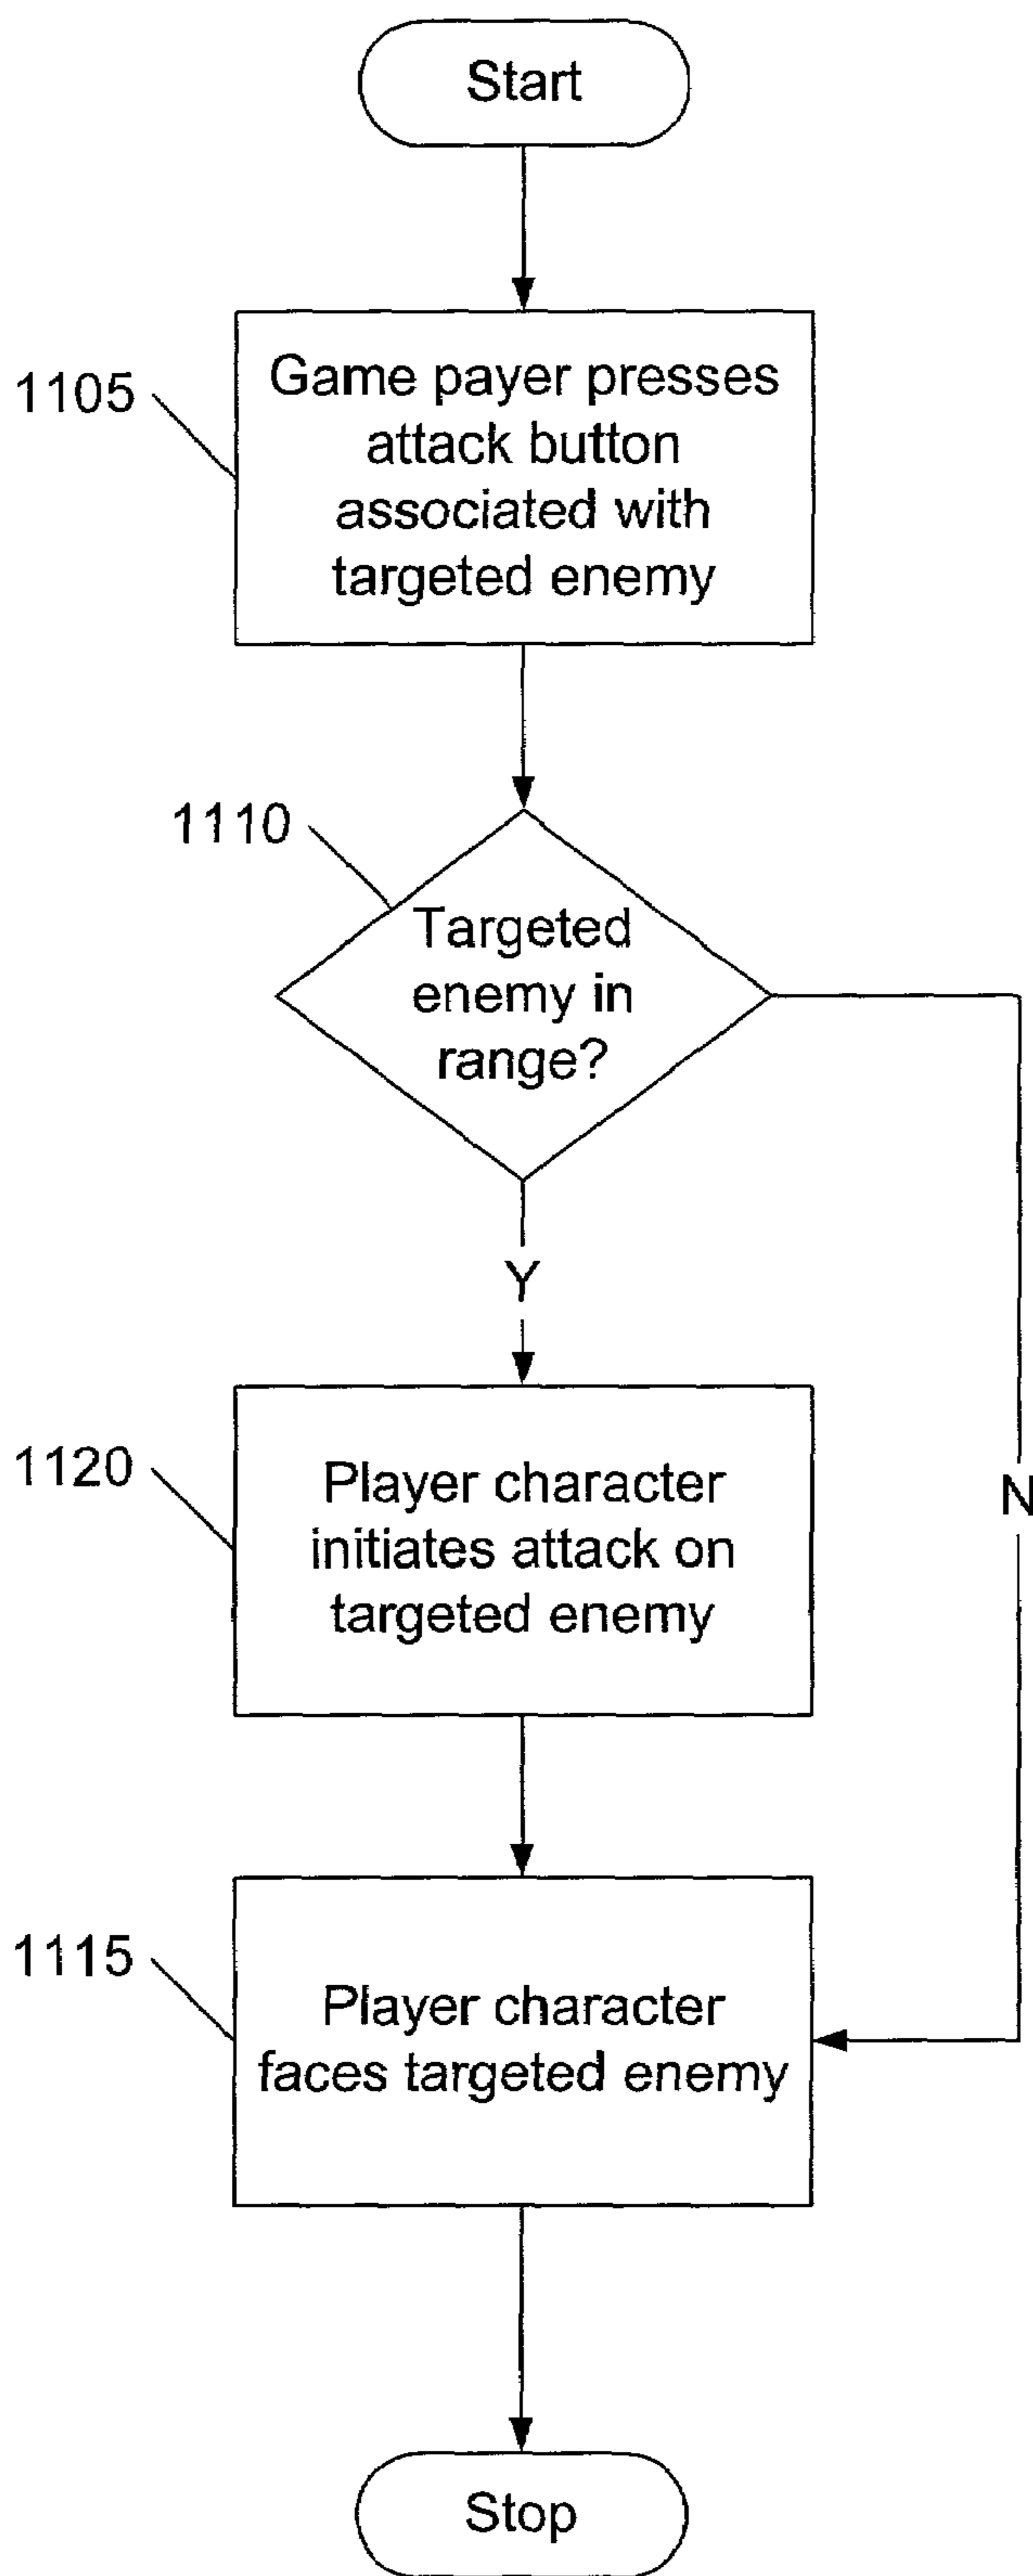 Start
1105
Game payer presses
attack button
associated with
targeted enemy
1110
Targeted
enemy in
range?
Y
N
1120
Player character
initiates attack on
targeted enemy
1115
Player character
faces targeted enemy
Stop